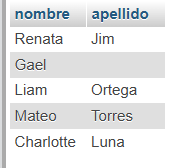 nombre apellido
Renata Jim
Gael
Liam Ortega
Mateo Torres
Charlotte Luna